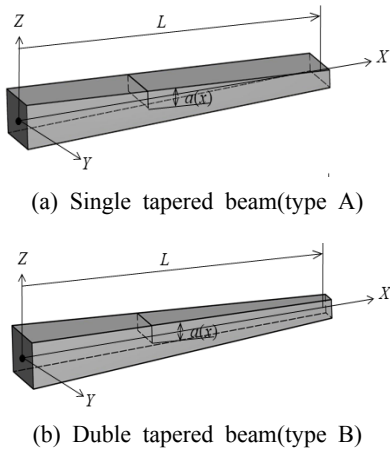 Z
L
X
a(x)
Y
(a) Single tapered beam(type A)
Z
L
X
a(x)
Y
(b) Duble tapered beam(type B)